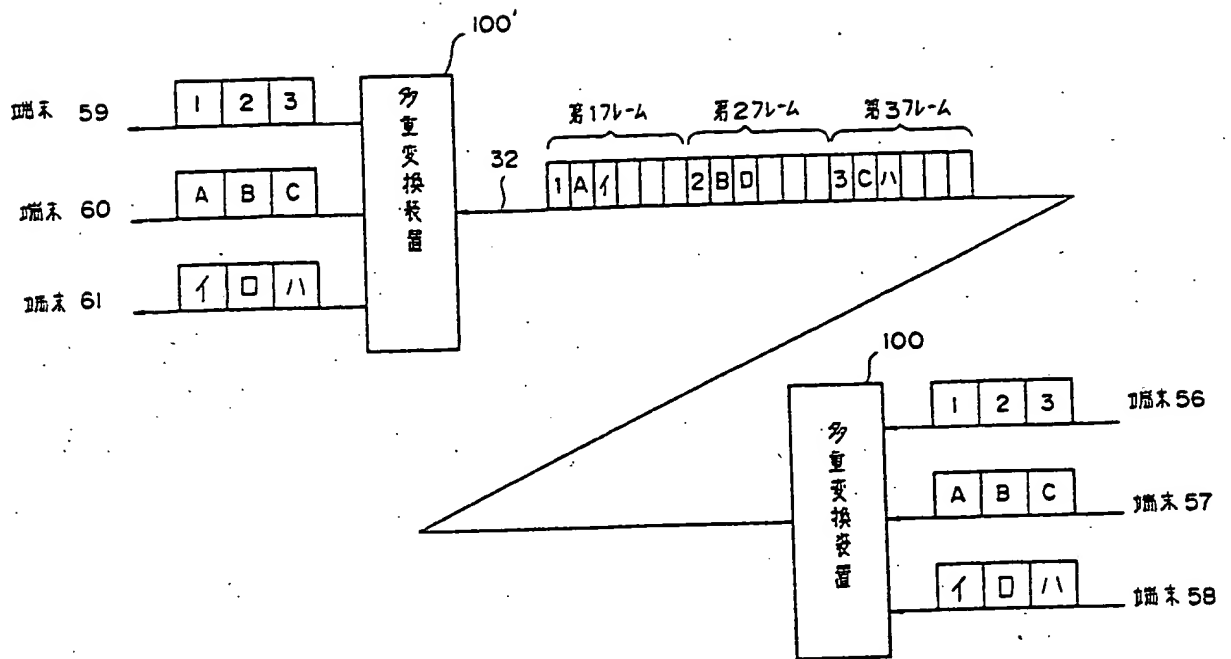 100'
端末 59
1 2 3
端末 60
A B C
端末 61
イ ロ ハ
多重変換装置
32
第1フレーム 第2フレーム 第3フレーム
1 A イ 2 B ロ 3 C ハ
100
多重変換装置
1 2 3
端末 56
A B C
端末 57
イ ロ ハ
端末 58